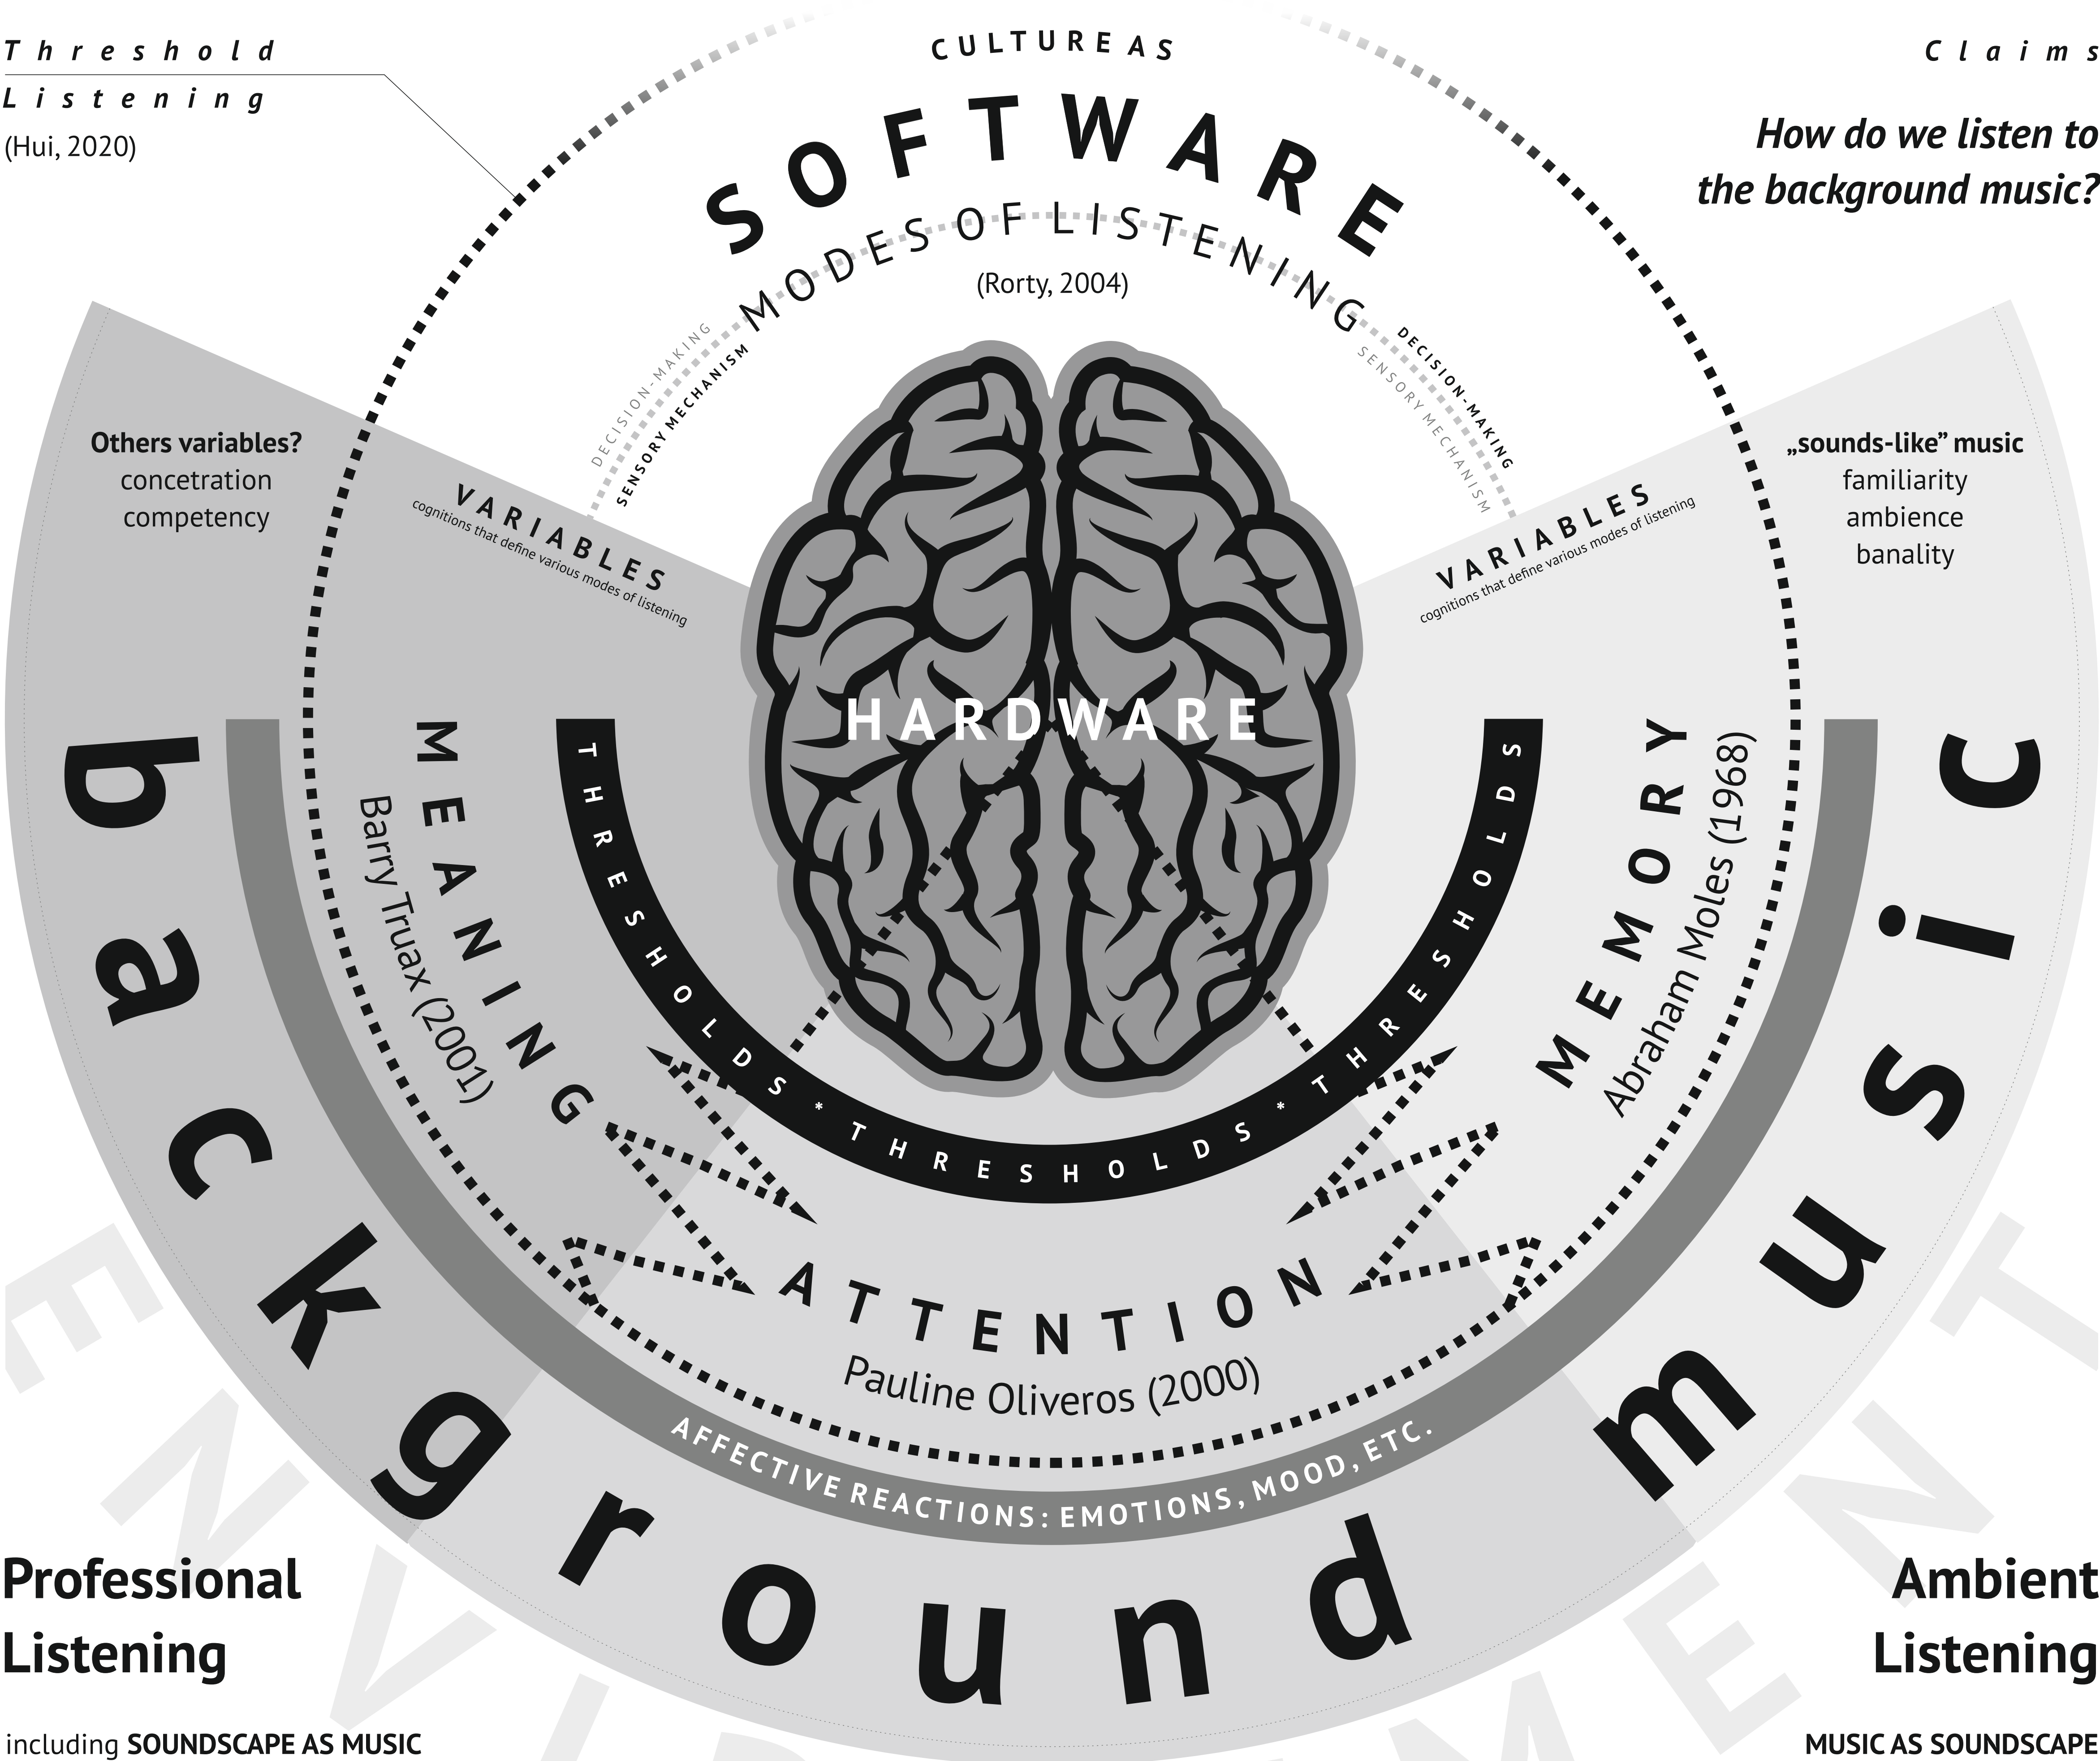 Threshold
Listening
(Hui, 2020)
CULTURE AS
SOFTWARE
MODES OF LISTENING
(Rorty, 2004)
Claims
How do we listen to
the background music?
DECISION-MAKING
SENSORY MECHANISM
DECISION-MAKING
SENSORY MECHANISM
Others variables?
concetration
competency
VARIABLES
cognitions that define various modes of listening
VARIABLES
cognitions that define various modes of listening
„sounds-like” music
familiarity
ambience
banality
HARDWARE
THRESHOLDS * THRESHOLDS * THRESHOLDS
MEANING
Barry Truax (2001)
MEMORY
Abraham Moles (1968)
ATTENTION
Pauline Oliveros (2000)
AFFECTIVE REACTIONS: EMOTIONS, MOOD, ETC.
background music
ENVIRONMENT
Professional
Listening
including SOUNDSCAPE AS MUSIC
Ambient
Listening
MUSIC AS SOUNDSCAPE